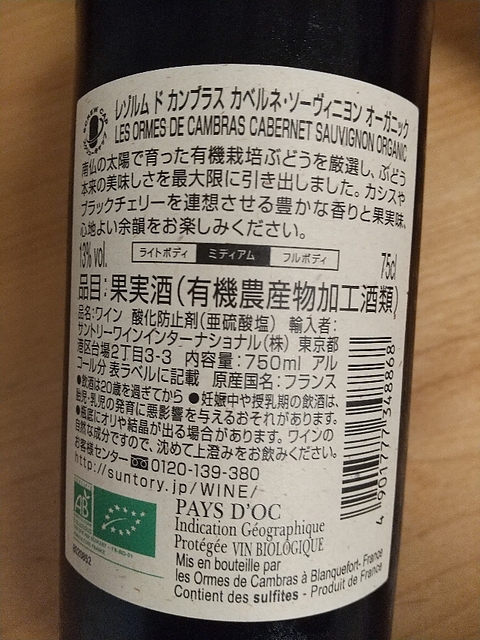 レゾルム ド カンブラス カベルネ・ソーヴィニヨン オーガニック
LES ORMES DE CAMBRAS CABERNET SAUVIGNON ORGANIC
南仏の太陽で育った有機栽培ぶどうを厳選し、ぶどう
本来の美味しさを最大限に引き出しました。カシスや
ブラックチェリーを連想させる豊かな香りと果実味、
心地よい余韻をお楽しみください。
13% vol.
ライトボディ ミディアム フルボディ
75cl
品目:果実酒(有機農産物加工酒類)
品名:ワイン 酸化防止剤(亜硫酸塩) 輸入者:
サントリーワインインターナショナル(株) 東京都
港区台場2丁目3-3 内容量:750ml アル
コール分 表ラベルに記載 原産国名:フランス
●飲酒は20歳を過ぎてから ●妊娠中や授乳期の飲酒は、
胎児・乳児の発育に悪影響を与えるおそれがあります。
●瓶底にオリや結晶が出る場合があります。ワインの
自然な成分ですので、沈めて上澄みをお飲みください。
お客様センター 0120-139-380
http://suntory.jp/WINE/
4 901777 348868
AB
PAYS D'OC
Indication Géographique
Protégée VIN BIOLOGIQUE
Mis en bouteille par
les Ormes de Cambras à Blanquefort- France
Contient des sulfites - Produit de France